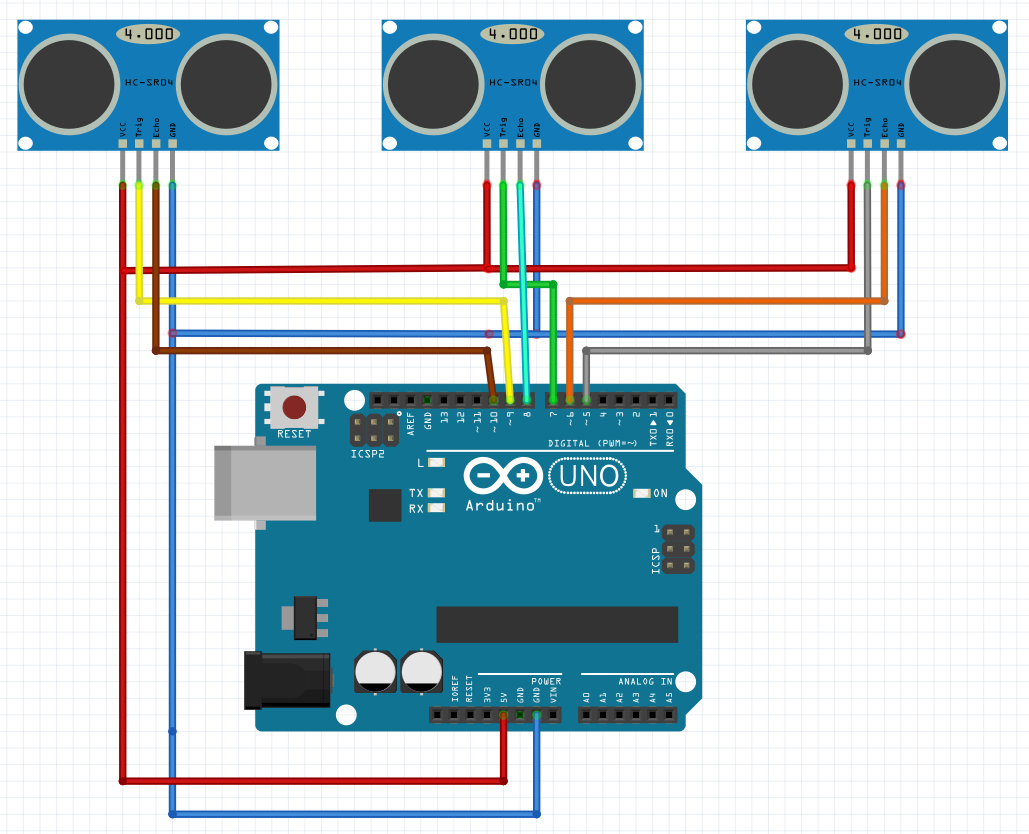 4.000
HC-SR04
VCC Trig Echo GND
4.000
HC-SR04
VCC Trig Echo GND
4.000
HC-SR04
VCC Trig Echo GND
RESET
ICSP2
AREF GND 13 12 ~11 ~10 ~9 8 7 ~6 ~5 4 ~3 2 TX0▶1 RX0◀0
DIGITAL (PWM=~)
L
TX
RX
Arduino™
UNO
ON
1
ICSP
POWER
ANALOG IN
IOREF RESET 3V3 5V GND GND VIN A0 A1 A2 A3 A4 A5